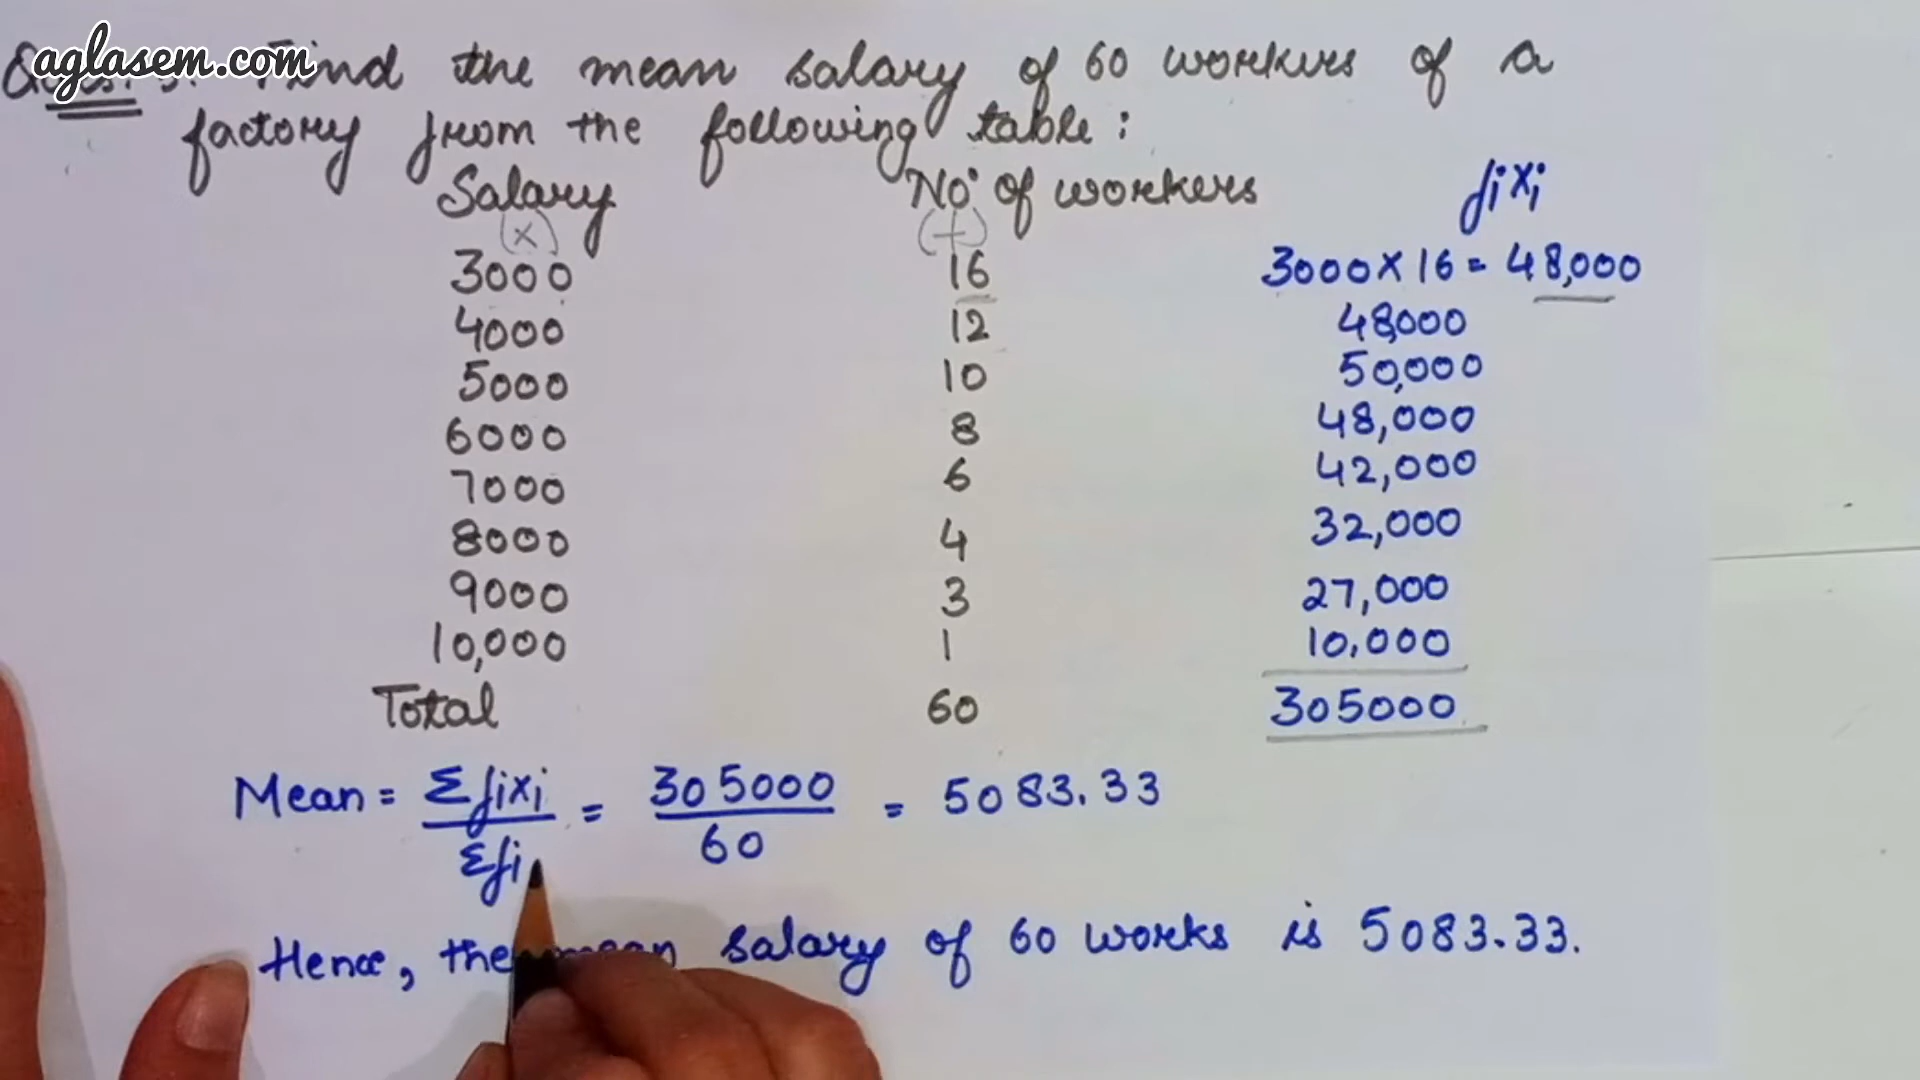 aglasem.com
Find the mean salary of 60 workers of a
factory from the following table:
Salary No. of workers fixi
(x) (f)
3000 16 3000 x 16 = 48,000
4000 12 48,000
5000 10 50,000
6000 8 48,000
7000 6 42,000
8000 4 32,000
9000 3 27,000
10,000 1 10,000
Total 60 305000
Mean = Σfixi / Σfi = 305000 / 60 = 5083.33
Hence, the mean salary of 60 works is 5083.33.